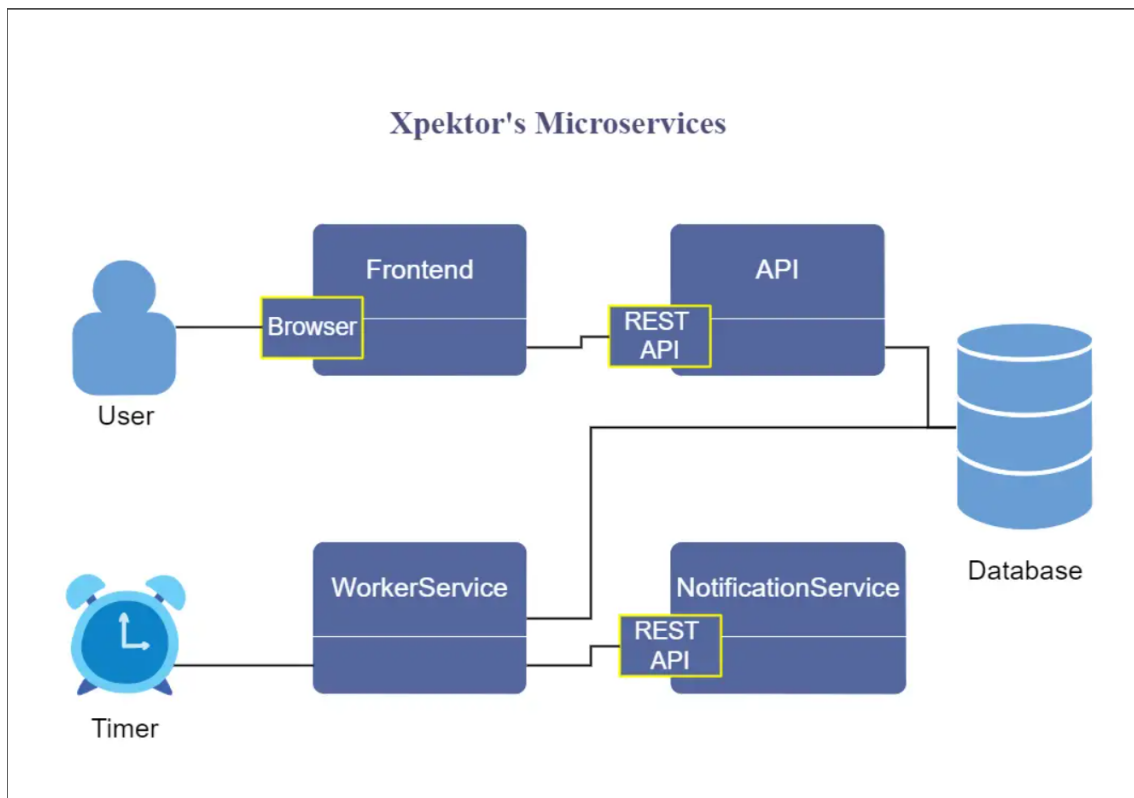 Xpektor's Microservices
Frontend
API
Browser
REST
API
User
WorkerService
NotificationService
REST
API
Database
Timer